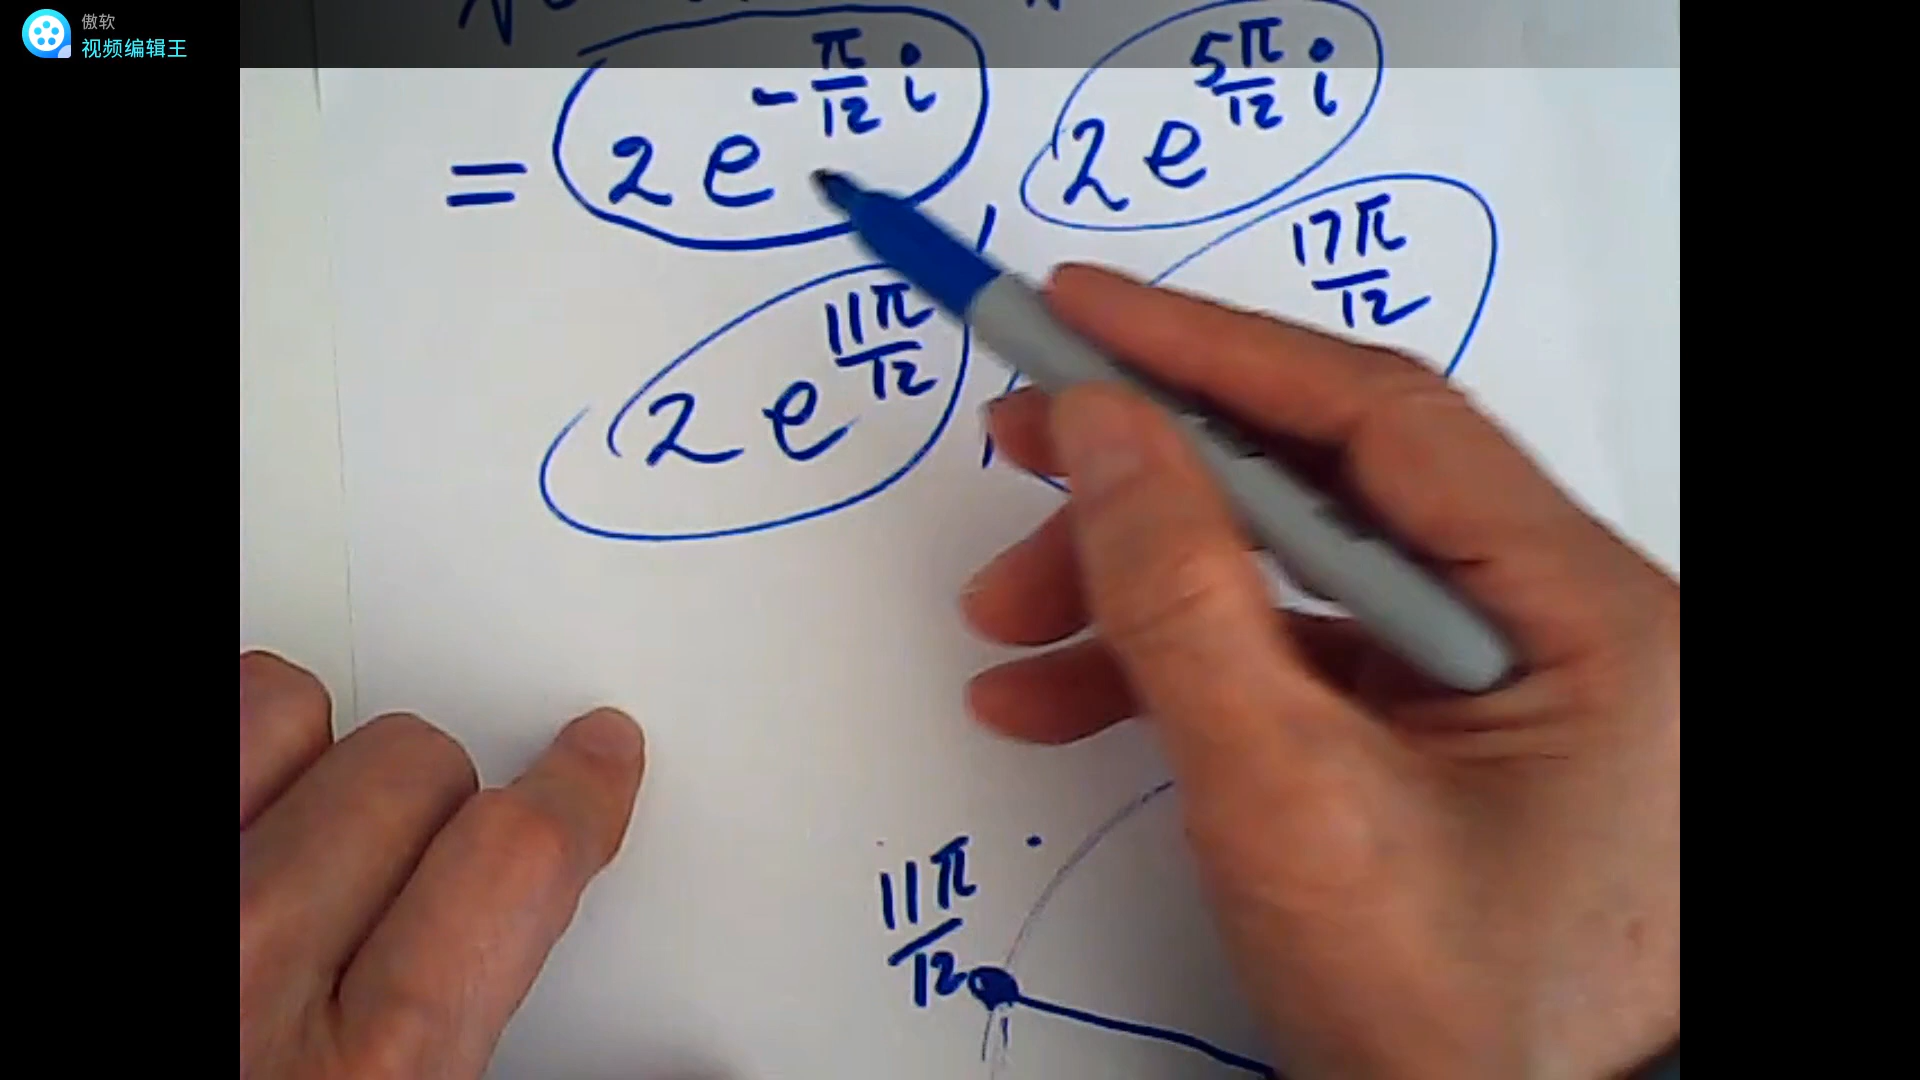 傲软
视频编辑王
= 2e^{-π/12 i}, 2e^{5π/12 i}
2e^{11π/12}, 17π/12
11π/12